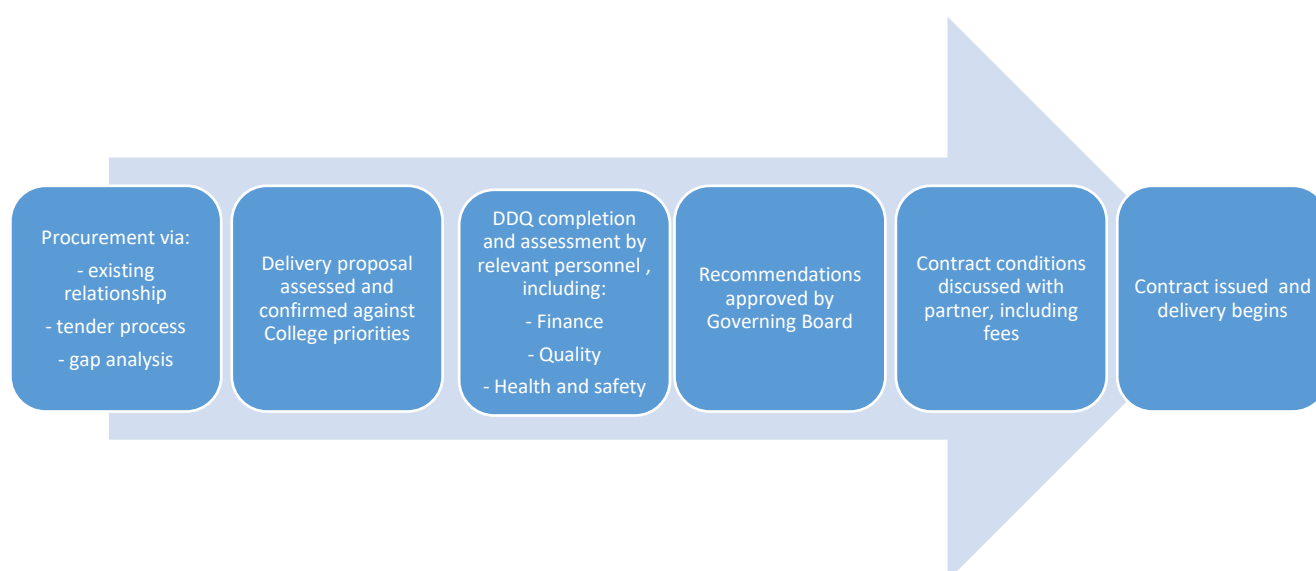 Procurement via:
- existing
relationship
- tender process
- gap analysis
Delivery proposal
assessed and
confirmed against
College priorities
DDQ completion
and assessment by
relevant personnel ,
including:
- Finance
- Quality
- Health and safety
Recommendations
approved by
Governing Board
Contract conditions
discussed with
partner, including
fees
Contract issued  and
delivery begins